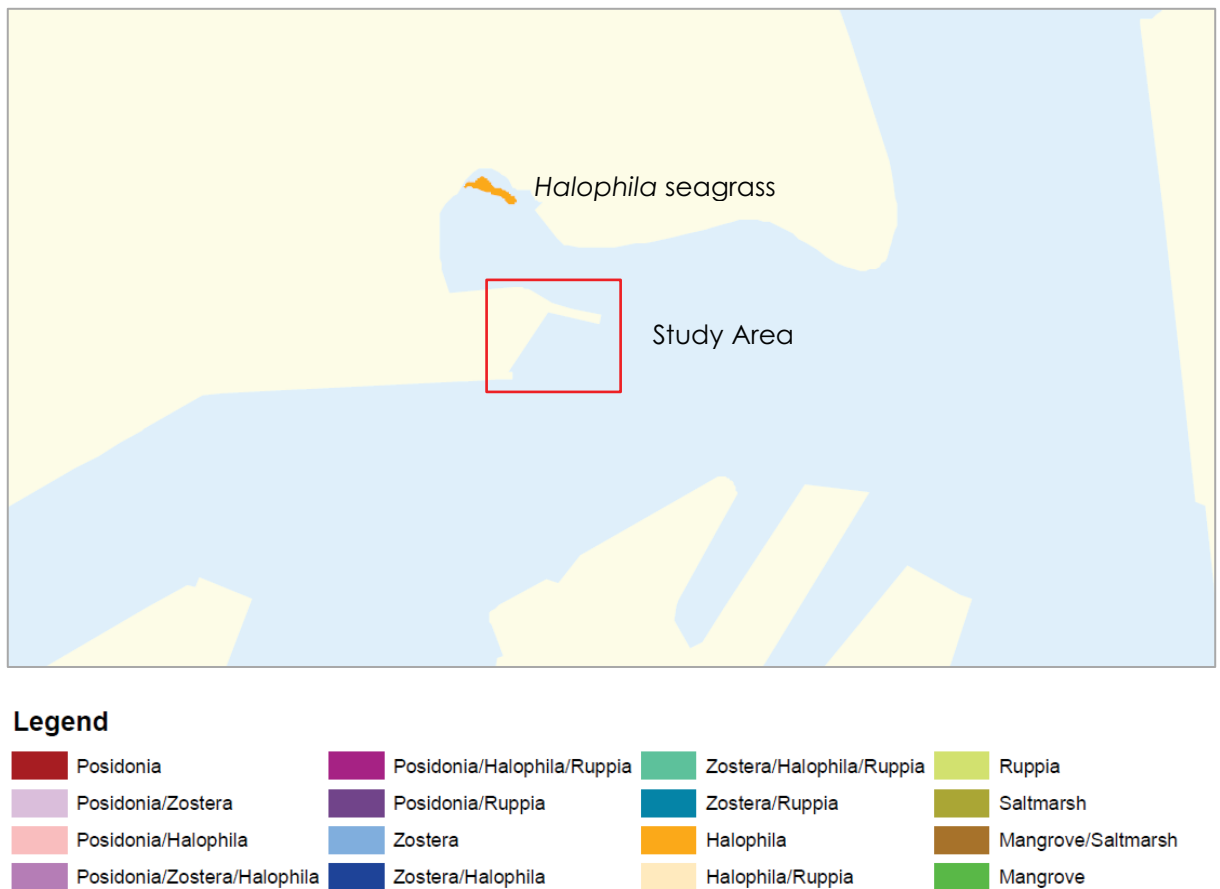 Halophila seagrass
Study Area
Legend
Posidonia
Posidonia/Zostera
Posidonia/Halophila
Posidonia/Zostera/Halophila
Posidonia/Halophila/Ruppia
Posidonia/Ruppia
Zostera
Zostera/Halophila
Zostera/Halophila/Ruppia
Zostera/Ruppia
Halophila
Halophila/Ruppia
Ruppia
Saltmarsh
Mangrove/Saltmarsh
Mangrove